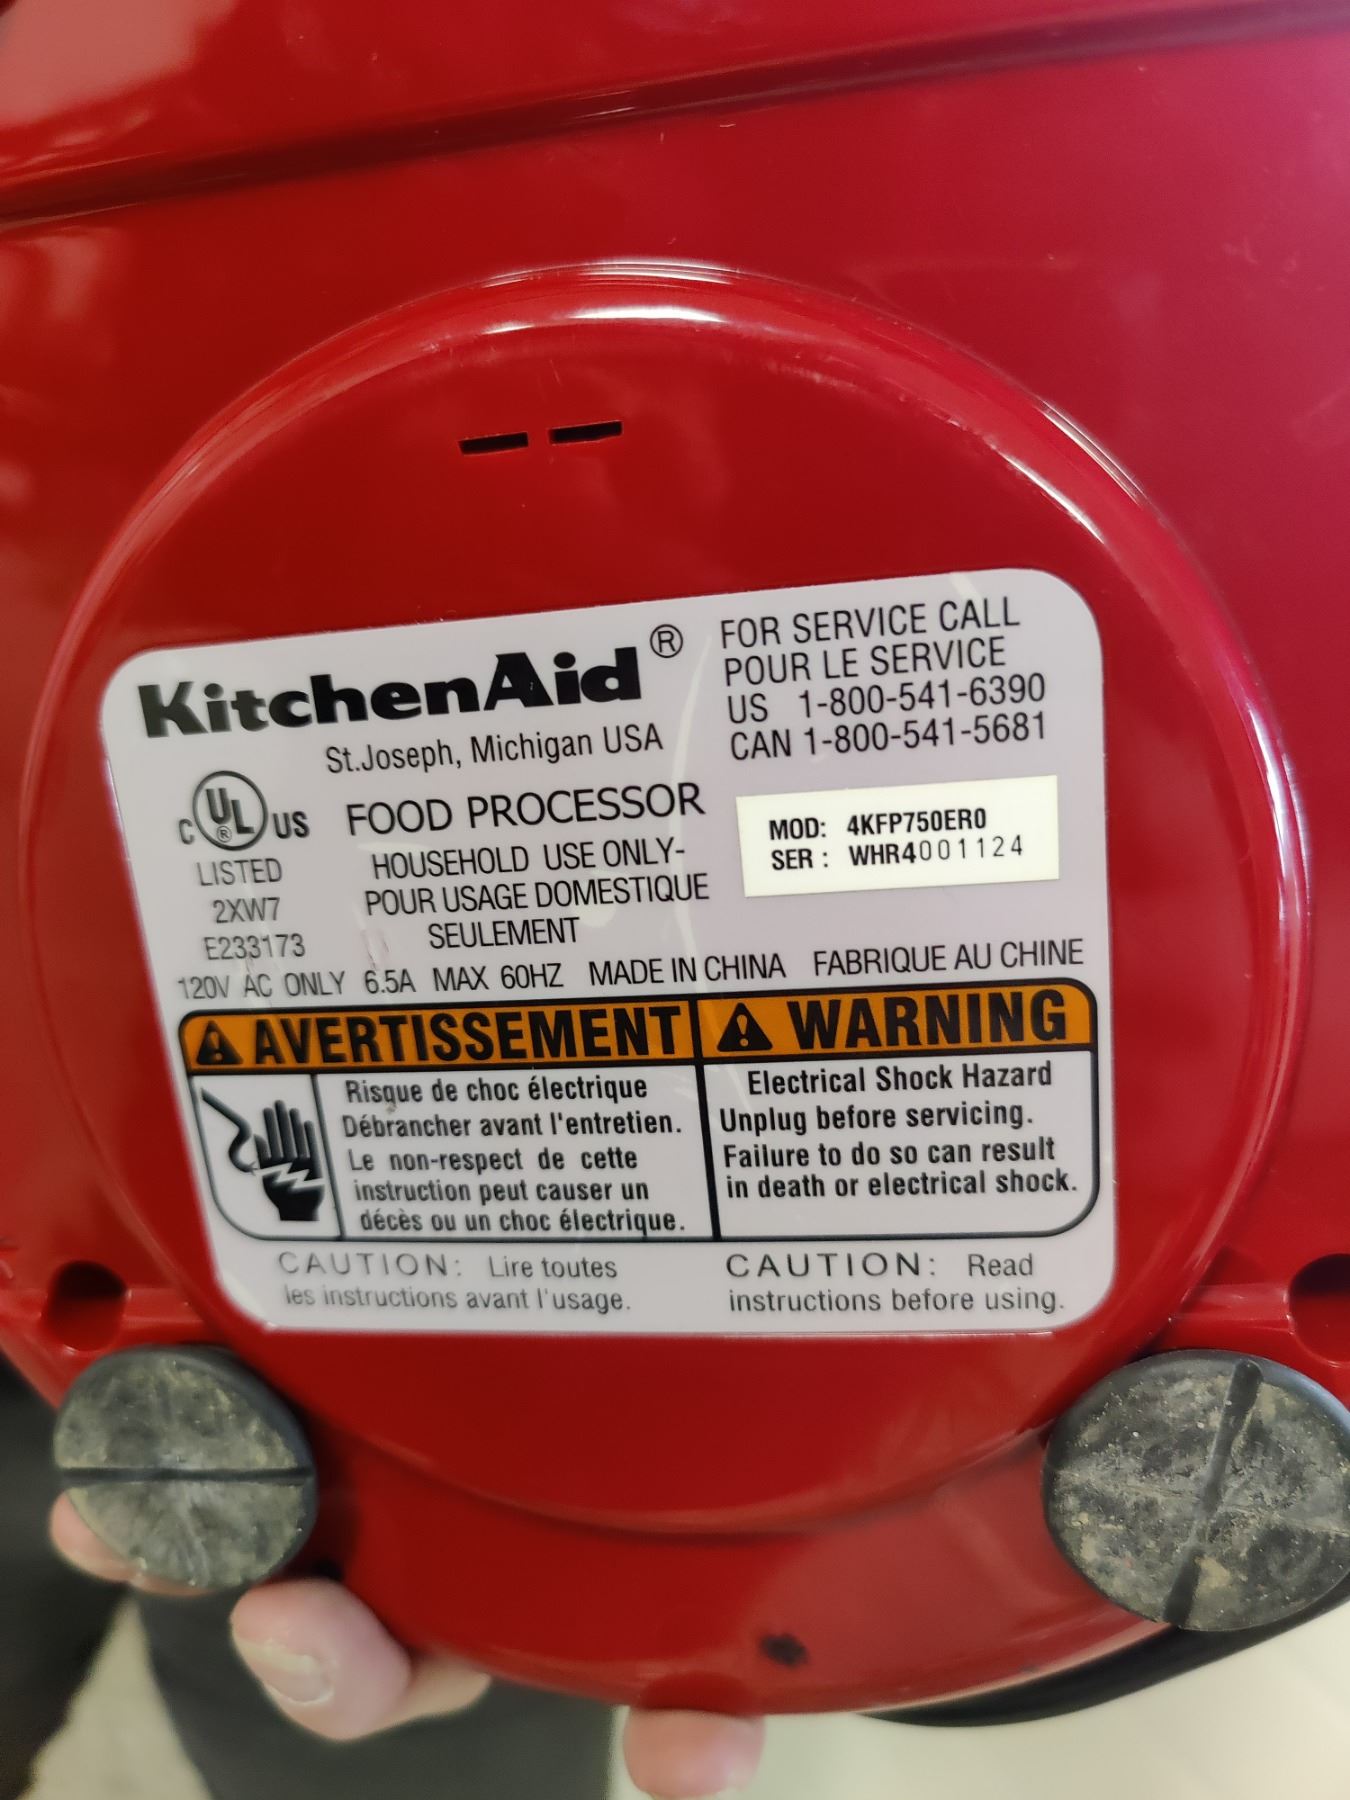 KitchenAid®
St.Joseph, Michigan USA
FOR SERVICE CALL
POUR LE SERVICE
US 1-800-541-6390
CAN 1-800-541-5681
C UL® US
LISTED
2XW7
E233173
FOOD PROCESSOR
HOUSEHOLD USE ONLY-
POUR USAGE DOMESTIQUE
SEULEMENT
MOD: 4KFP750ER0
SER : WHR4001124
120V AC ONLY 6.5A MAX 60HZ MADE IN CHINA FABRIQUE AU CHINE
AVERTISSEMENT
Risque de choc électrique
Débrancher avant l'entretien.
Le non-respect de cette
instruction peut causer un
décès ou un choc électrique.
WARNING
Electrical Shock Hazard
Unplug before servicing.
Failure to do so can result
in death or electrical shock.
CAUTION: Lire toutes
les instructions avant l'usage.
CAUTION: Read
instructions before using.